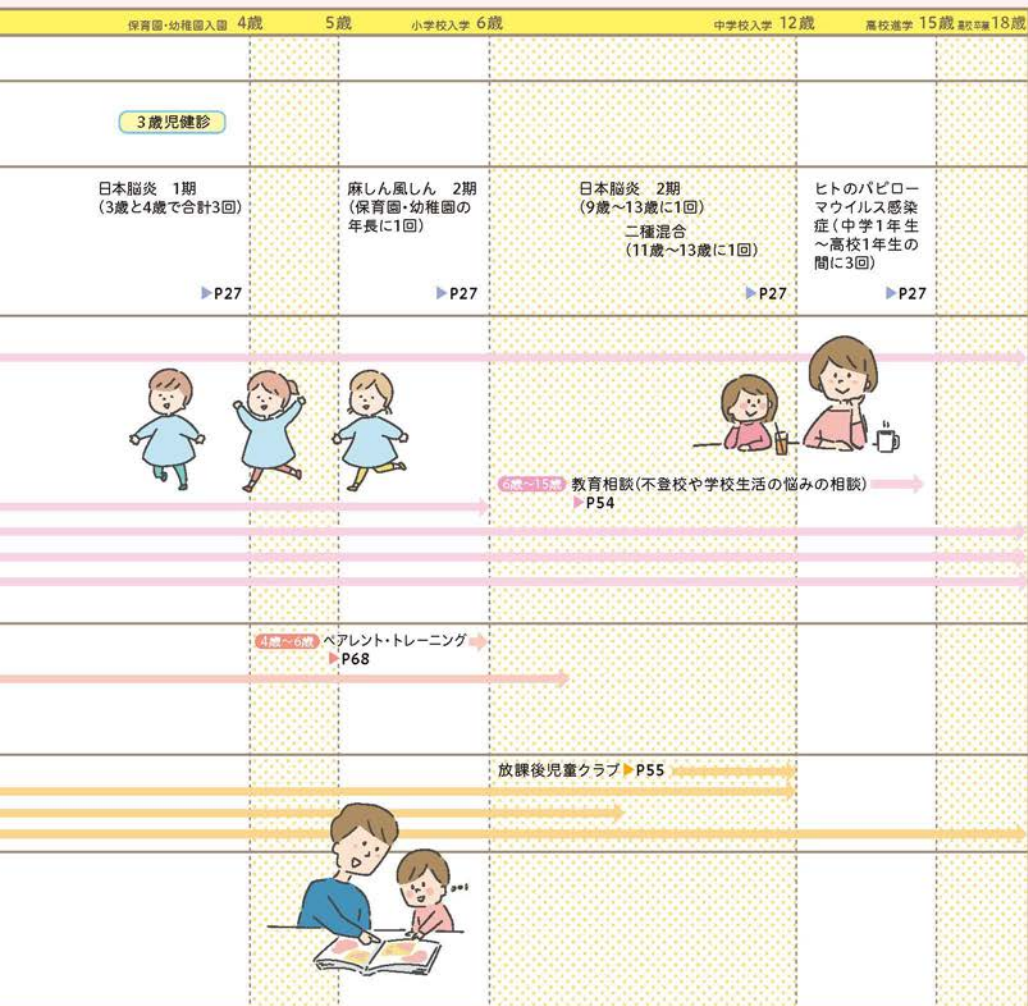 保育園・幼稚園入園 4歳
5歳
小学校入学 6歳
中学校入学 12歳
高校進学 15歳
高校卒業 18歳
3歳児健診
日本脳炎 1期
(3歳と4歳で合計3回)
▶P27
麻しん風しん 2期
(保育園・幼稚園の
年長に1回)
▶P27
日本脳炎 2期
(9歳～13歳に1回)
二種混合
(11歳～13歳に1回)
▶P27
ヒトのパピロー
マウイルス感染
症(中学1年生
～高校1年生の
間に3回)
▶P27
6歳～15歳 教育相談(不登校や学校生活の悩みの相談)
▶P54
4歳～6歳 ペアレント・トレーニング
▶P68
放課後児童クラブ ▶P55